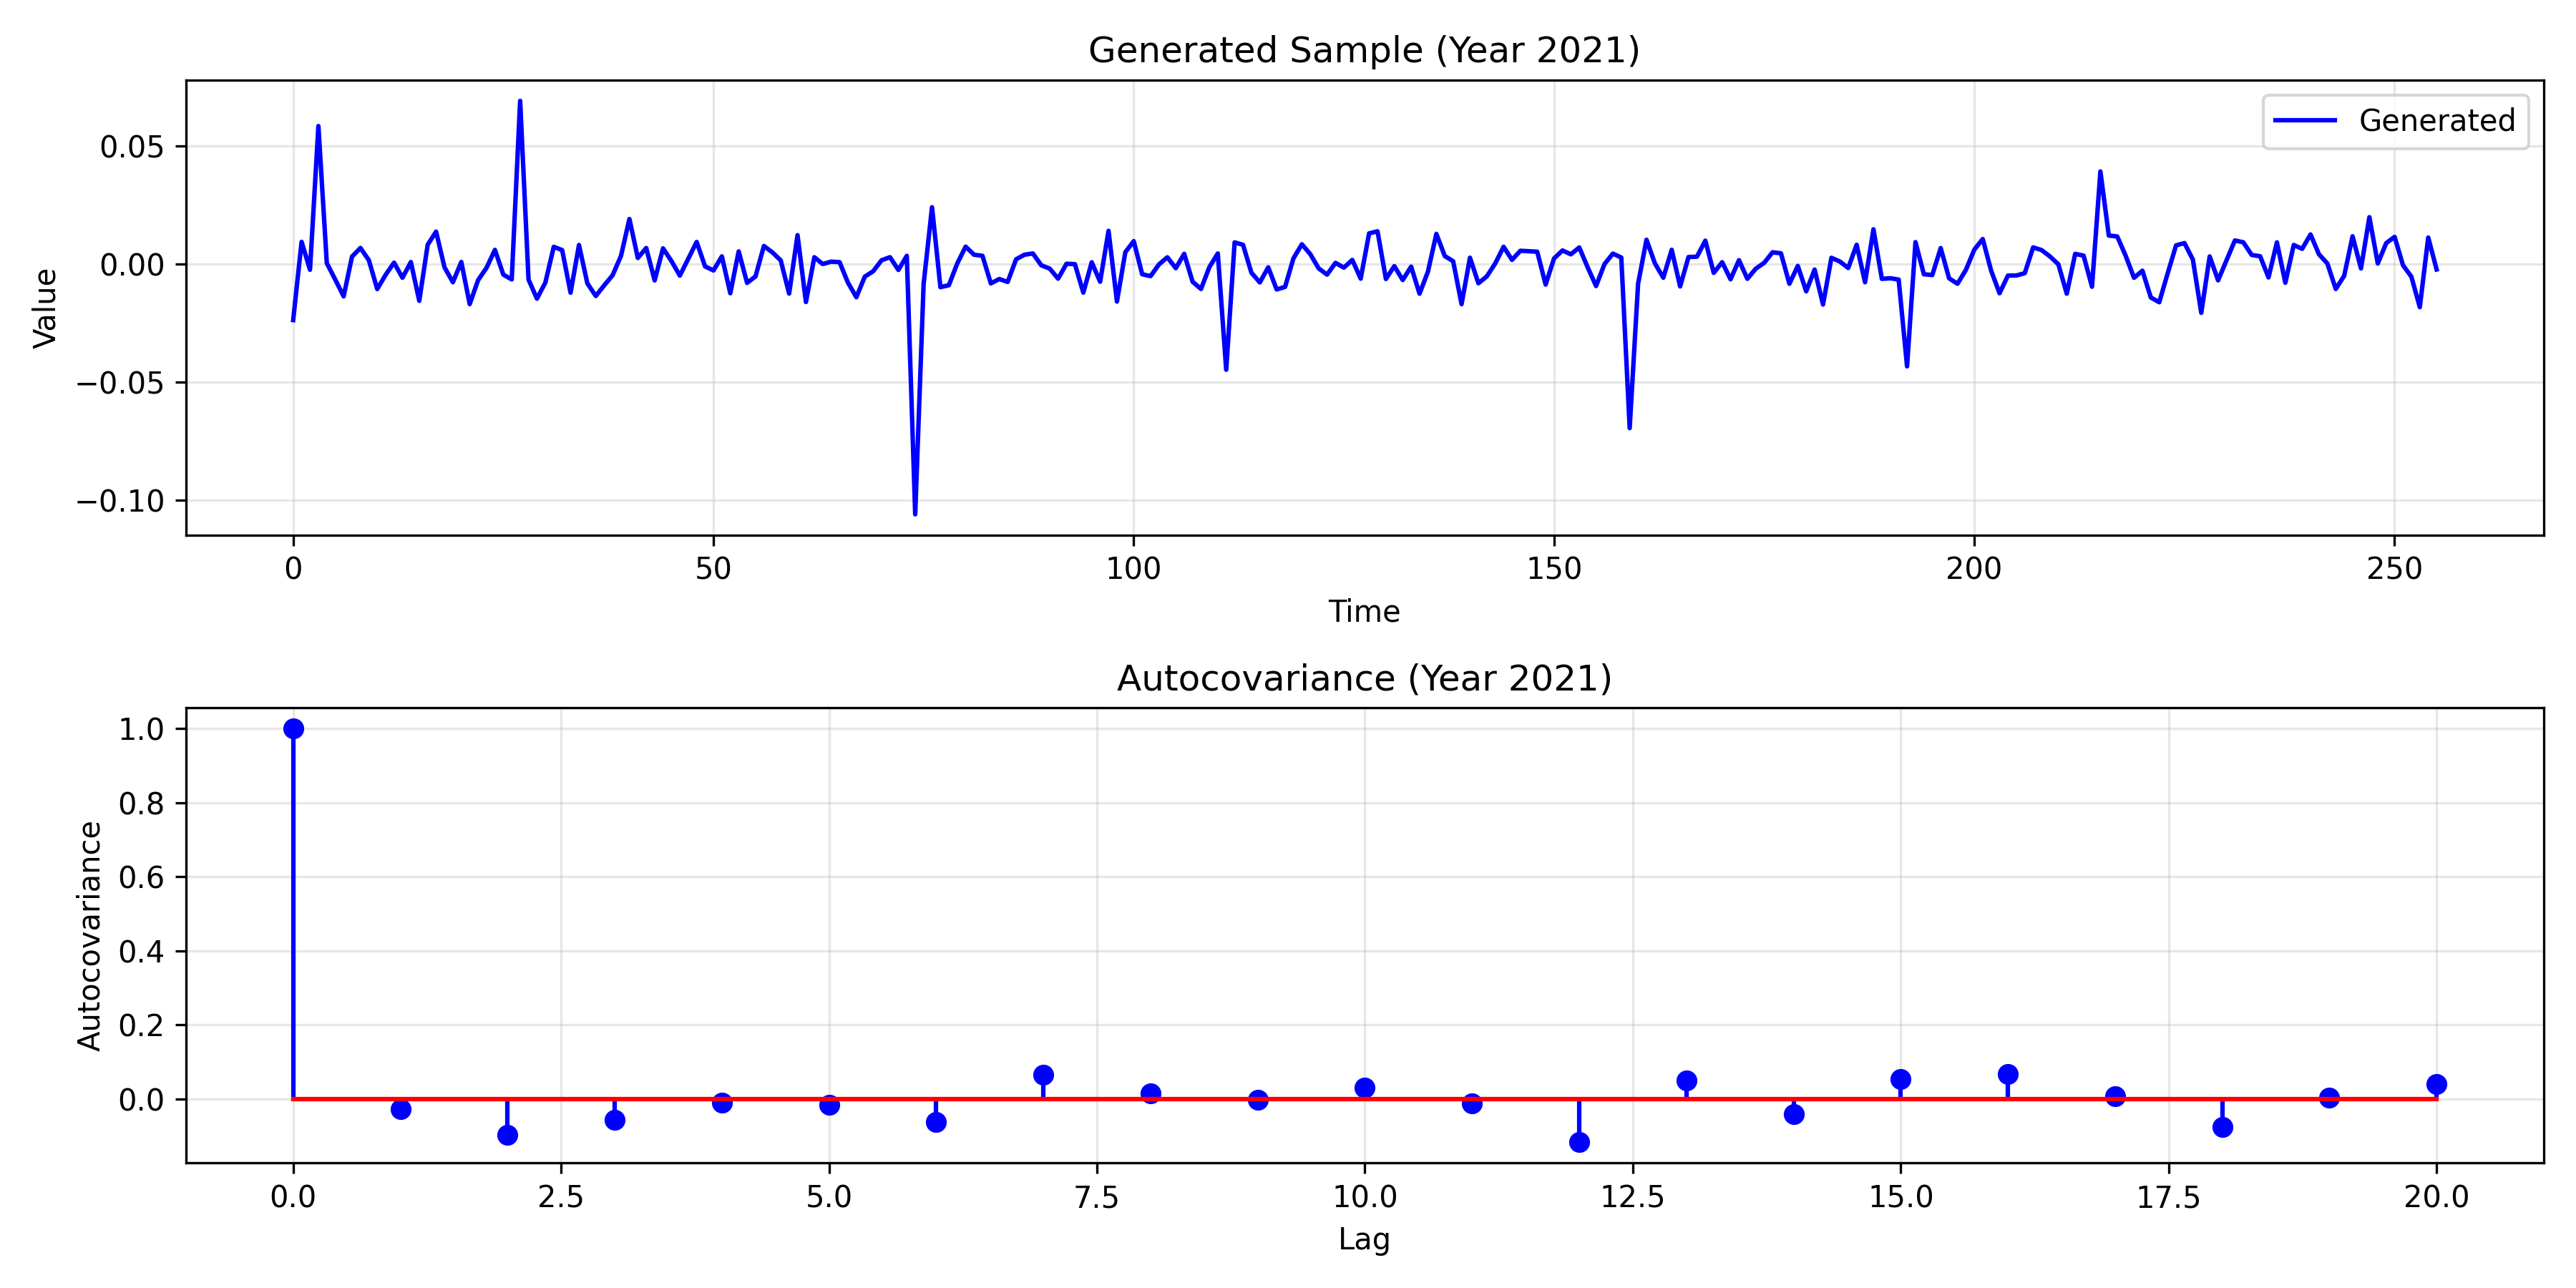 Generated Sample (Year 2021)
Generated
0.05
0.00
−0.05
−0.10
Value
0 50 100 150 200 250
Time
Autocovariance (Year 2021)
1.0
0.8
0.6
0.4
0.2
0.0
Autocovariance
0.0 2.5 5.0 7.5 10.0 12.5 15.0 17.5 20.0
Lag